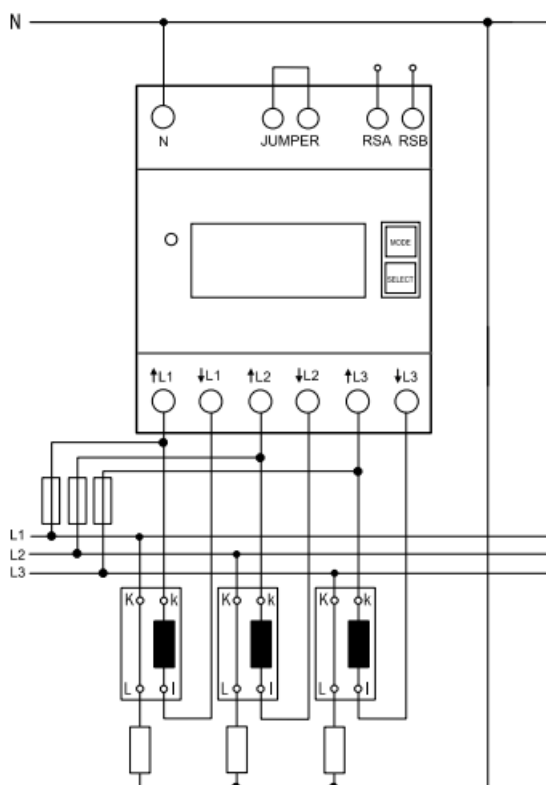 N
N JUMPER RSA RSB
MODE
SELECT
↑L1 ↓L1 ↑L2 ↓L2 ↑L3 ↓L3
L1
L2
L3
K k K k K k
L l L l L l